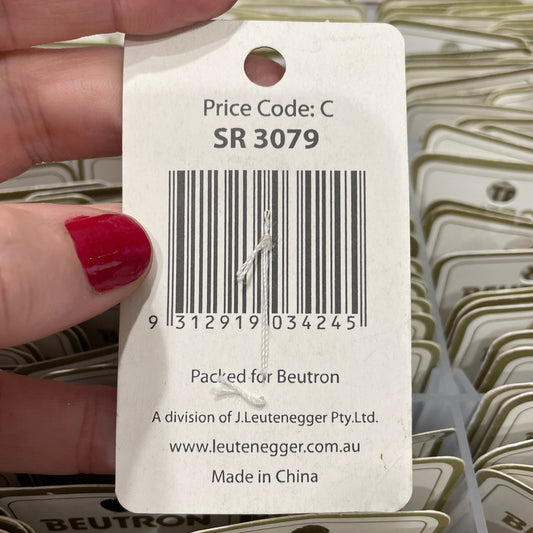 Price Code: C
SR 3079
9 312919 034245
Packed for Beutron
A division of J.Leutenegger Pty.Ltd.
www.leutenegger.com.au
Made in China
BEUTRON
BEUTRON